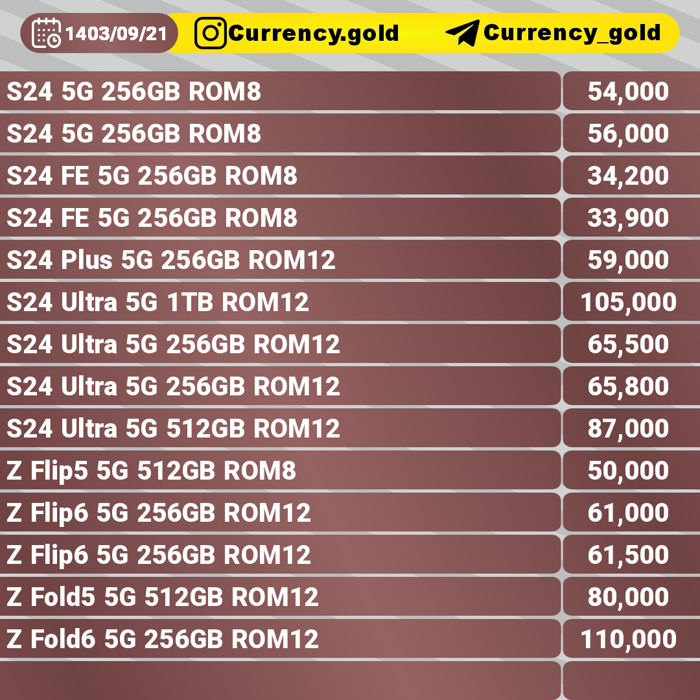 1403/09/21 Currency.gold Currency_gold
S24 5G 256GB ROM8 54,000
S24 5G 256GB ROM8 56,000
S24 FE 5G 256GB ROM8 34,200
S24 FE 5G 256GB ROM8 33,900
S24 Plus 5G 256GB ROM12 59,000
S24 Ultra 5G 1TB ROM12 105,000
S24 Ultra 5G 256GB ROM12 65,500
S24 Ultra 5G 256GB ROM12 65,800
S24 Ultra 5G 512GB ROM12 87,000
Z Flip5 5G 512GB ROM8 50,000
Z Flip6 5G 256GB ROM12 61,000
Z Flip6 5G 256GB ROM12 61,500
Z Fold5 5G 512GB ROM12 80,000
Z Fold6 5G 256GB ROM12 110,000